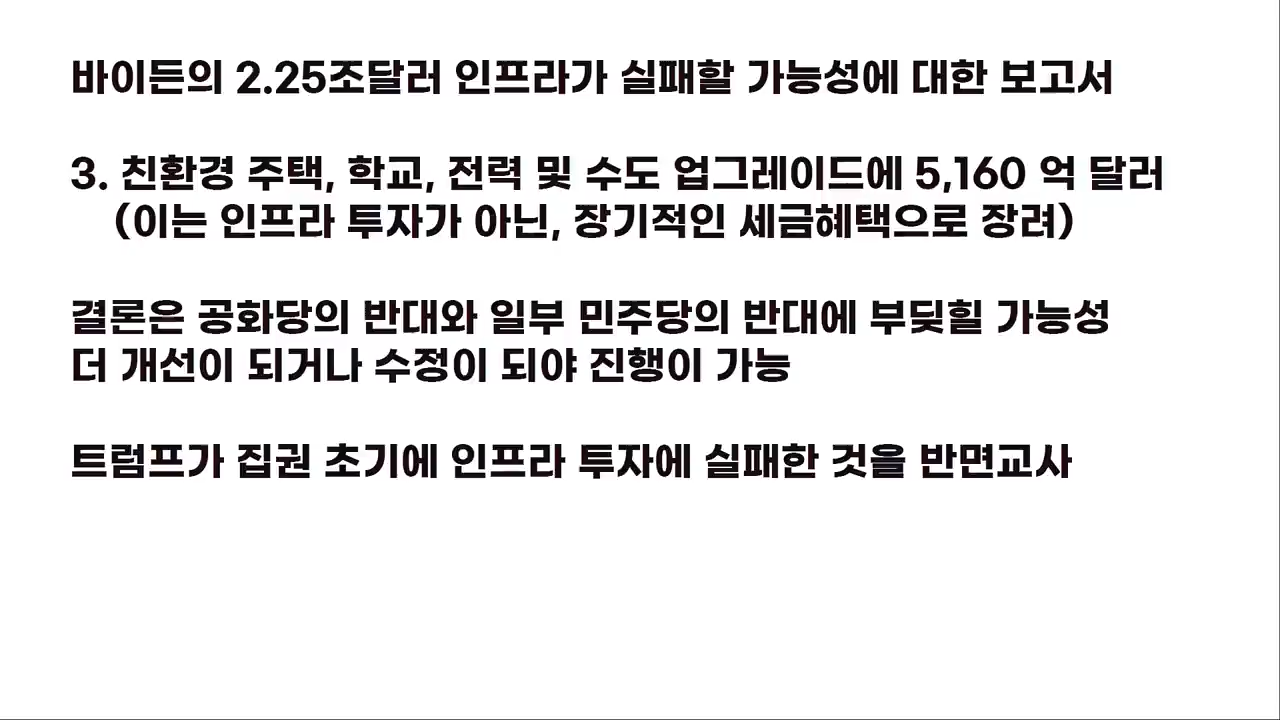 바이든의 2.25조달러 인프라가 실패할 가능성에 대한 보고서
3. 친환경 주택, 학교, 전력 및 수도 업그레이드에 5,160 억 달러
(이는 인프라 투자가 아닌, 장기적인 세금혜택으로 장려)
결론은 공화당의 반대와 일부 민주당의 반대에 부딪힐 가능성
더 개선이 되거나 수정이 되야 진행이 가능
트럼프가 집권 초기에 인프라 투자에 실패한 것을 반면교사